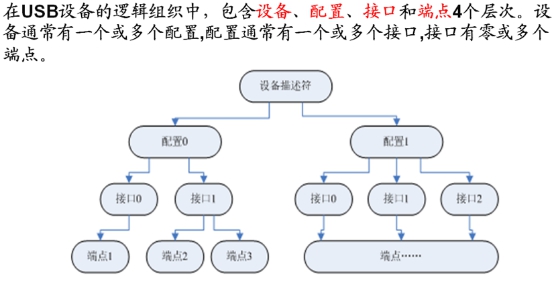 在USB设备的逻辑组织中，包含设备、配置、接口和端点4个层次。设
备通常有一个或多个配置,配置通常有一个或多个接口,接口有零或多个
端点。
设备描述符
配置0
配置1
接口0
接口1
接口0
接口1
接口2
端点1
端点2
端点3
端点……